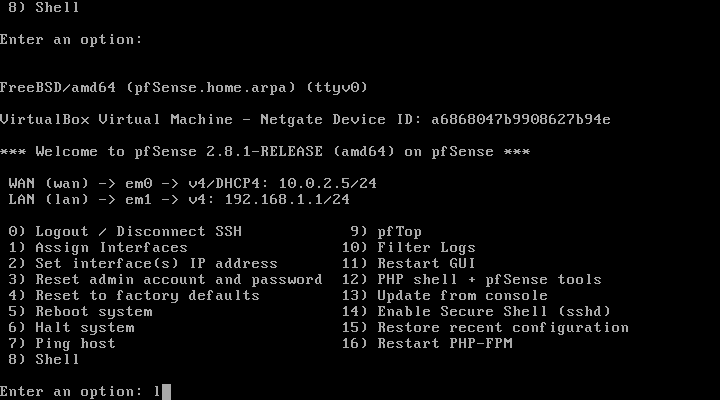 8) Shell
Enter an option:
FreeBSD/amd64 (pfSense.home.arpa) (ttyv0)
VirtualBox Virtual Machine - Netgate Device ID: a6868047b9908627b94e
*** Welcome to pfSense 2.8.1-RELEASE (amd64) on pfSense ***
WAN (wan) -> em0 -> v4/DHCP4: 10.0.2.5/24
LAN (lan) -> em1 -> v4: 192.168.1.1/24
0) Logout / Disconnect SSH 9) pfTop
1) Assign Interfaces 10) Filter Logs
2) Set interface(s) IP address 11) Restart GUI
3) Reset admin account and password 12) PHP shell + pfSense tools
4) Reset to factory defaults 13) Update from console
5) Reboot system 14) Enable Secure Shell (sshd)
6) Halt system 15) Restore recent configuration
7) Ping host 16) Restart PHP-FPM
8) Shell
Enter an option: l